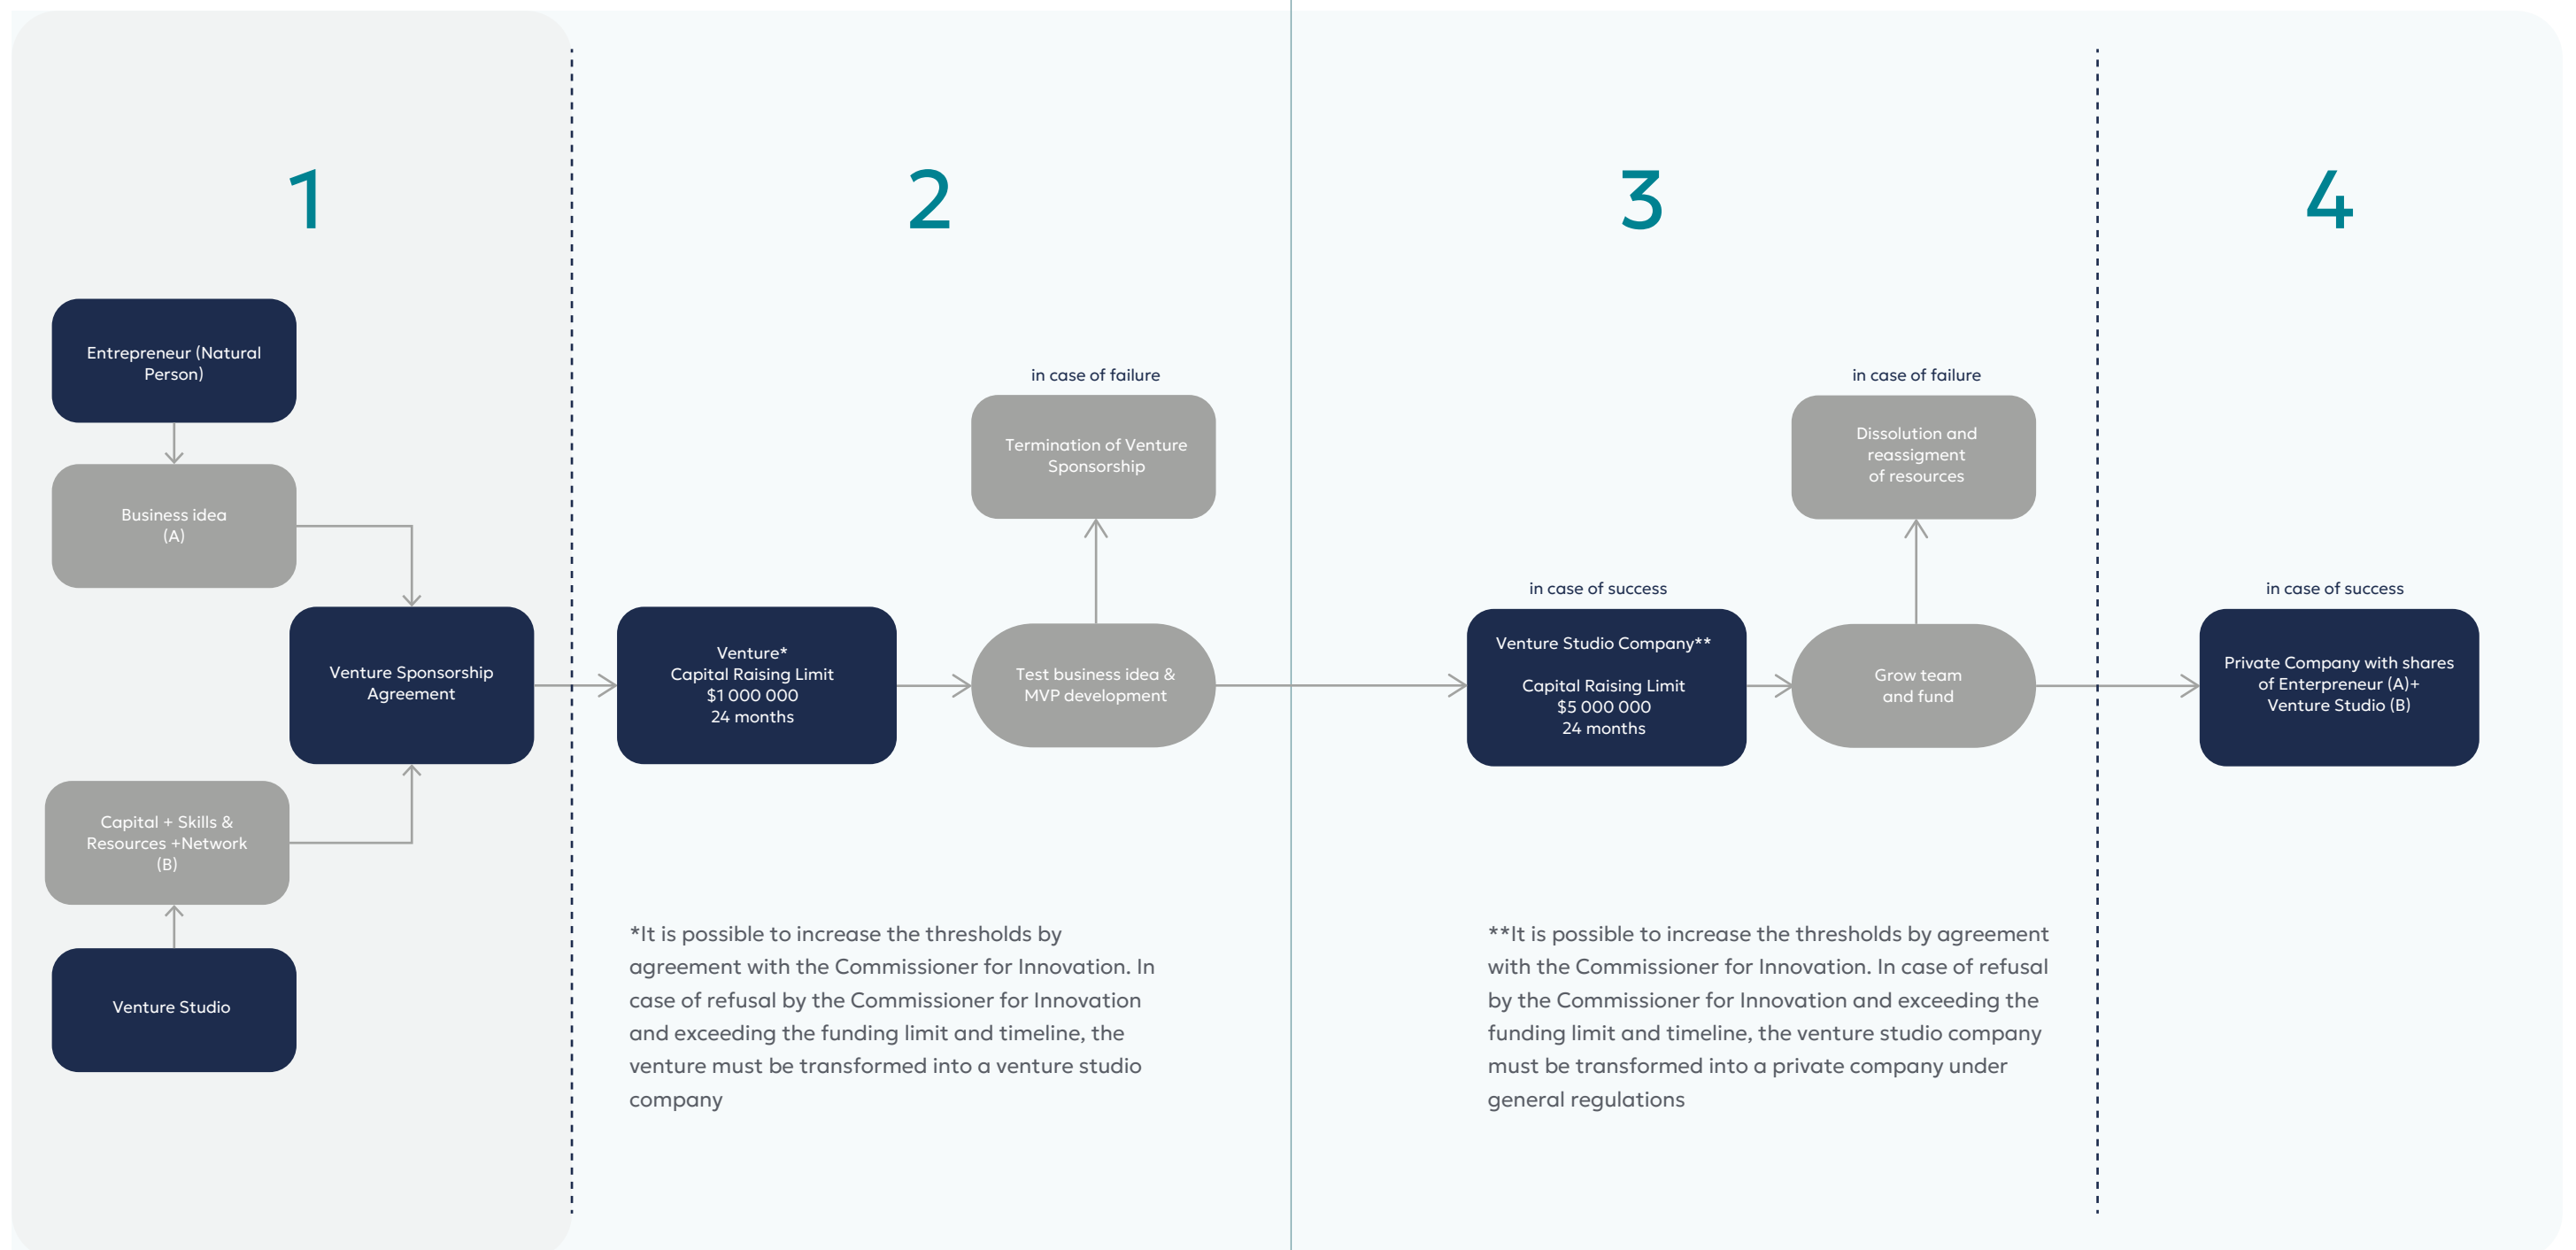 1
Entrepreneur (Natural
Person)
Business idea
(A)
Venture Sponsorship
Agreement
Capital + Skills &
Resources +Network
(B)
Venture Studio
2
in case of failure
Termination of Venture
Sponsorship
Venture*
Capital Raising Limit
$1 000 000
24 months
Test business idea &
MVP development
*It is possible to increase the thresholds by
agreement with the Commissioner for Innovation. In
case of refusal by the Commissioner for Innovation
and exceeding the funding limit and timeline, the
venture must be transformed into a venture studio
company
3
in case of failure
Dissolution and
reassigment
of resources
in case of success
Venture Studio Company**
Capital Raising Limit
$5 000 000
24 months
Grow team
and fund
**It is possible to increase the thresholds by agreement
with the Commissioner for Innovation. In case of refusal
by the Commissioner for Innovation and exceeding the
funding limit and timeline, the venture studio company
must be transformed into a private company under
general regulations
4
in case of success
Private Company with shares
of Enterpreneur (A)+
Venture Studio (B)